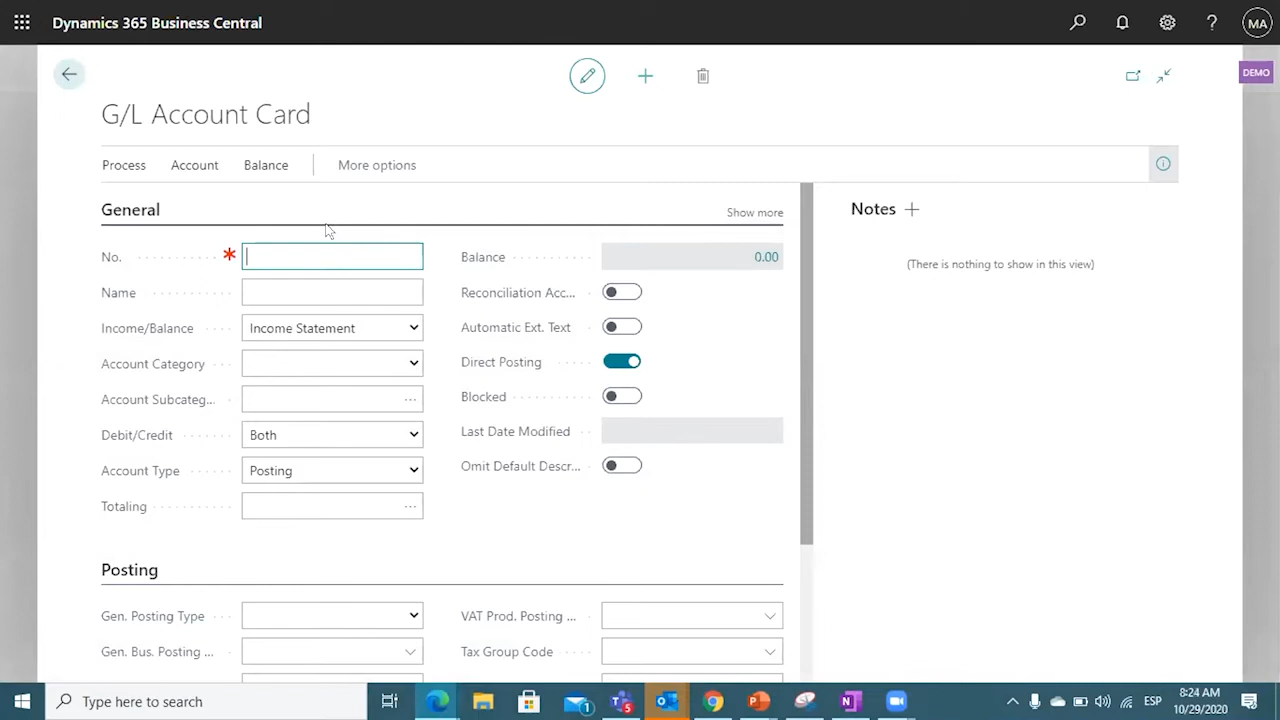 Dynamics 365 Business Central
MA
DEMO
G/L Account Card
Process Account Balance More options
General
Show more
No. *
Name
Income/Balance Income Statement
Account Category
Account Subcateg...
Debit/Credit Both
Account Type Posting
Totaling ...
Balance 0.00
Reconciliation Acc...
Automatic Ext. Text
Direct Posting
Blocked
Last Date Modified
Omit Default Descr...
Posting
Gen. Posting Type
Gen. Bus. Posting ...
VAT Prod. Posting ...
Tax Group Code
Notes +
(There is nothing to show in this view)
Type here to search
1
5
ESP
8:24 AM
10/29/2020